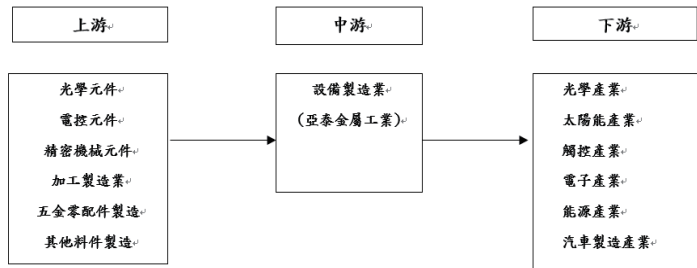 上游
中游
下游
光學元件
電控元件
精密機械元件
加工製造業
五金零配件製造
其他料件製造
設備製造業
(亞泰金屬工業)
光學產業
太陽能產業
觸控產業
電子產業
能源產業
汽車製造產業